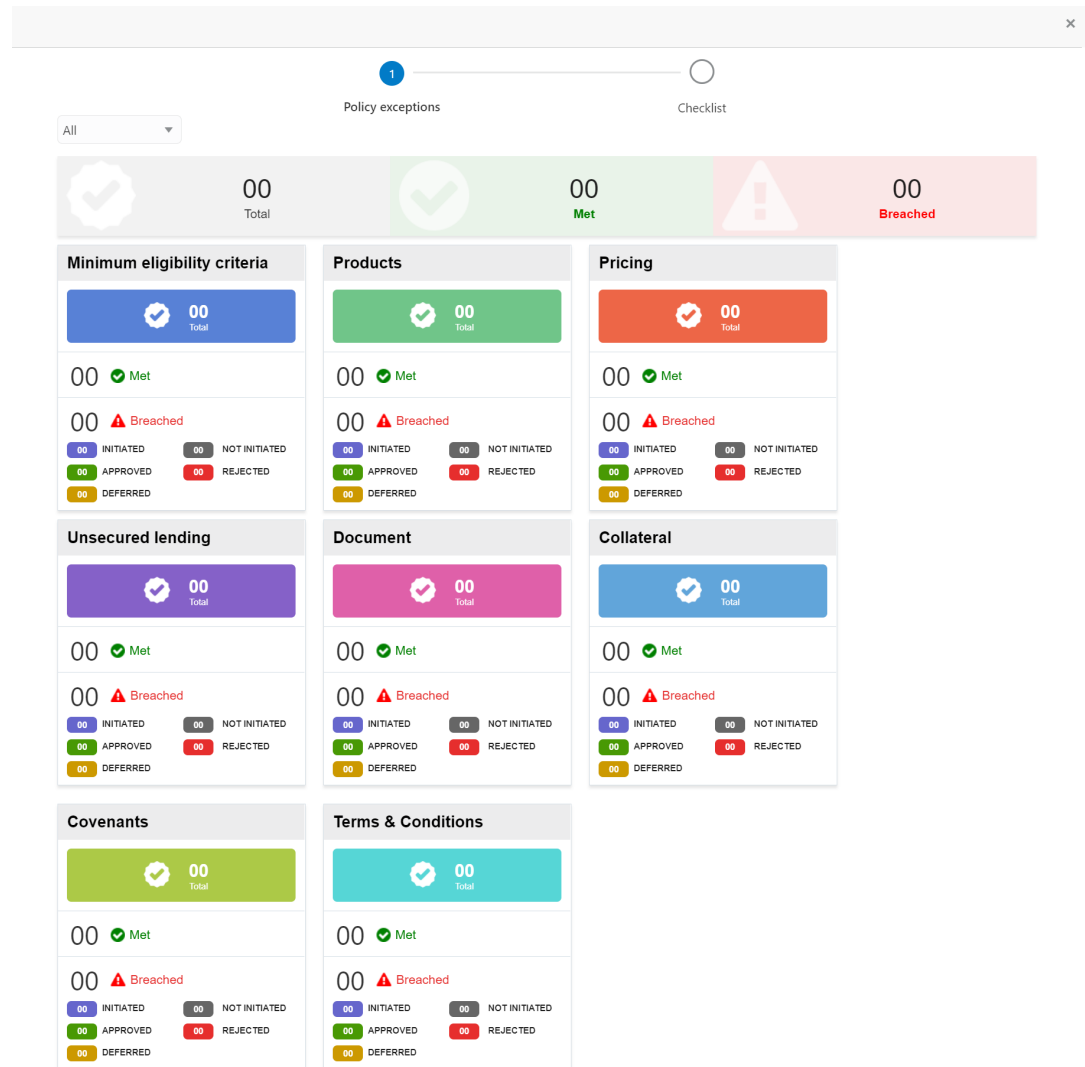 ×
1
Policy exceptions Checklist
All
00 00 00
Total Met Breached
Minimum eligibility criteria Products Pricing
00 00 00
Total Total Total
00 Met 00 Met 00 Met
00 Breached 00 Breached 00 Breached
00 INITIATED 00 NOT INITIATED 00 INITIATED 00 NOT INITIATED 00 INITIATED 00 NOT INITIATED
00 APPROVED 00 REJECTED 00 APPROVED 00 REJECTED 00 APPROVED 00 REJECTED
00 DEFERRED 00 DEFERRED 00 DEFERRED
Unsecured lending Document Collateral
00 00 00
Total Total Total
00 Met 00 Met 00 Met
00 Breached 00 Breached 00 Breached
00 INITIATED 00 NOT INITIATED 00 INITIATED 00 NOT INITIATED 00 INITIATED 00 NOT INITIATED
00 APPROVED 00 REJECTED 00 APPROVED 00 REJECTED 00 APPROVED 00 REJECTED
00 DEFERRED 00 DEFERRED 00 DEFERRED
Covenants Terms & Conditions
00 00
Total Total
00 Met 00 Met
00 Breached 00 Breached
00 INITIATED 00 NOT INITIATED 00 INITIATED 00 NOT INITIATED
00 APPROVED 00 REJECTED 00 APPROVED 00 REJECTED
00 DEFERRED 00 DEFERRED